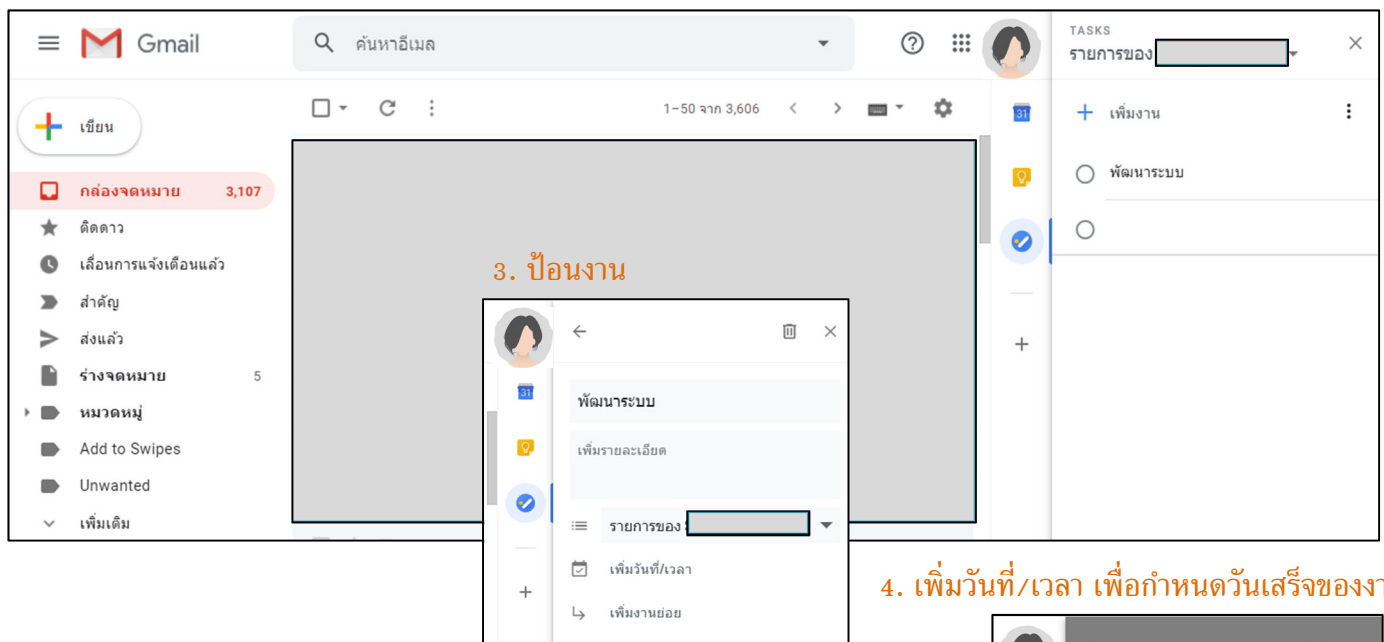 Gmail
ค้นหาอีเมล
TASKS
รายการของ
เขียน
1–50 จาก 3,606
31
เพิ่มงาน
กล่องจดหมาย 3,107
พัฒนาระบบ
ติดดาว
เลื่อนการแจ้งเตือนแล้ว
สำคัญ
ส่งแล้ว
ร่างจดหมาย 5
หมวดหมู่
Add to Swipes
Unwanted
เพิ่มเติม
3. ป้อนงาน
31
พัฒนาระบบ
เพิ่มรายละเอียด
รายการของ
เพิ่มวันที่/เวลา
เพิ่มงานย่อย
4. เพิ่มวันที่/เวลา เพื่อกำหนดวันเสร็จของงา